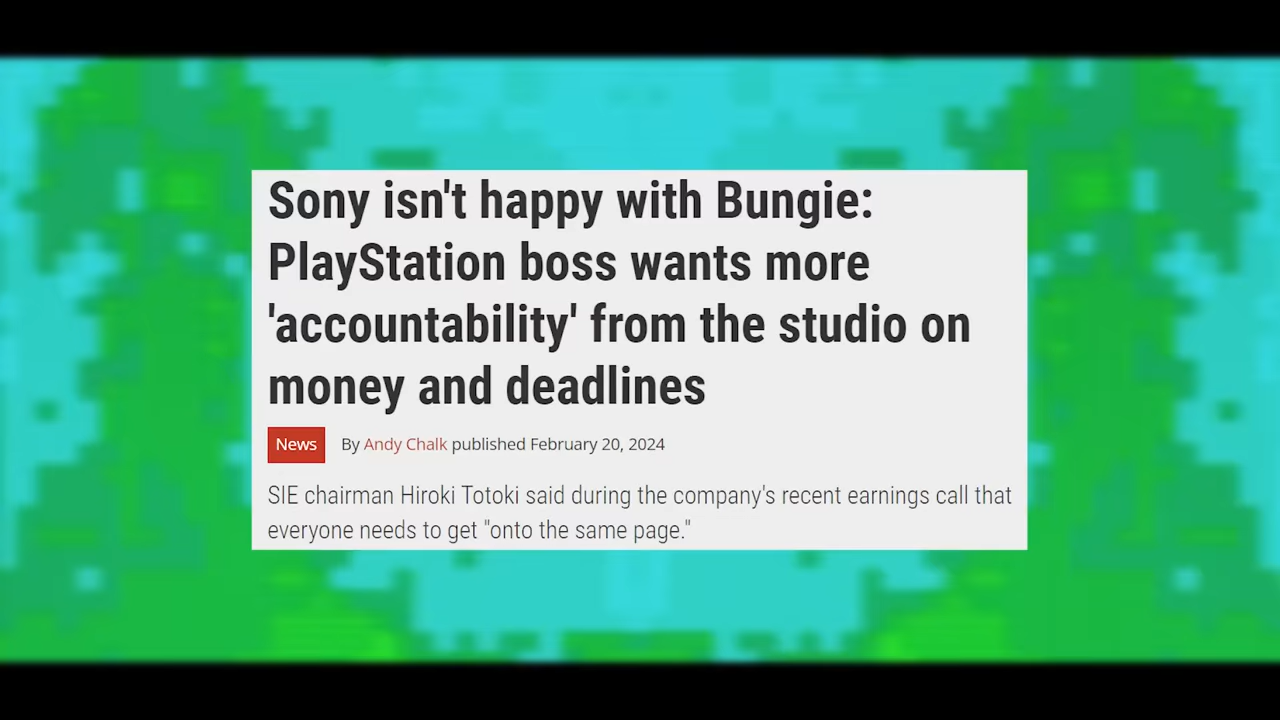 Sony isn't happy with Bungie:
PlayStation boss wants more
'accountability' from the studio on
money and deadlines
News By Andy Chalk published February 20, 2024
SIE chairman Hiroki Totoki said during the company's recent earnings call that
everyone needs to get "onto the same page."